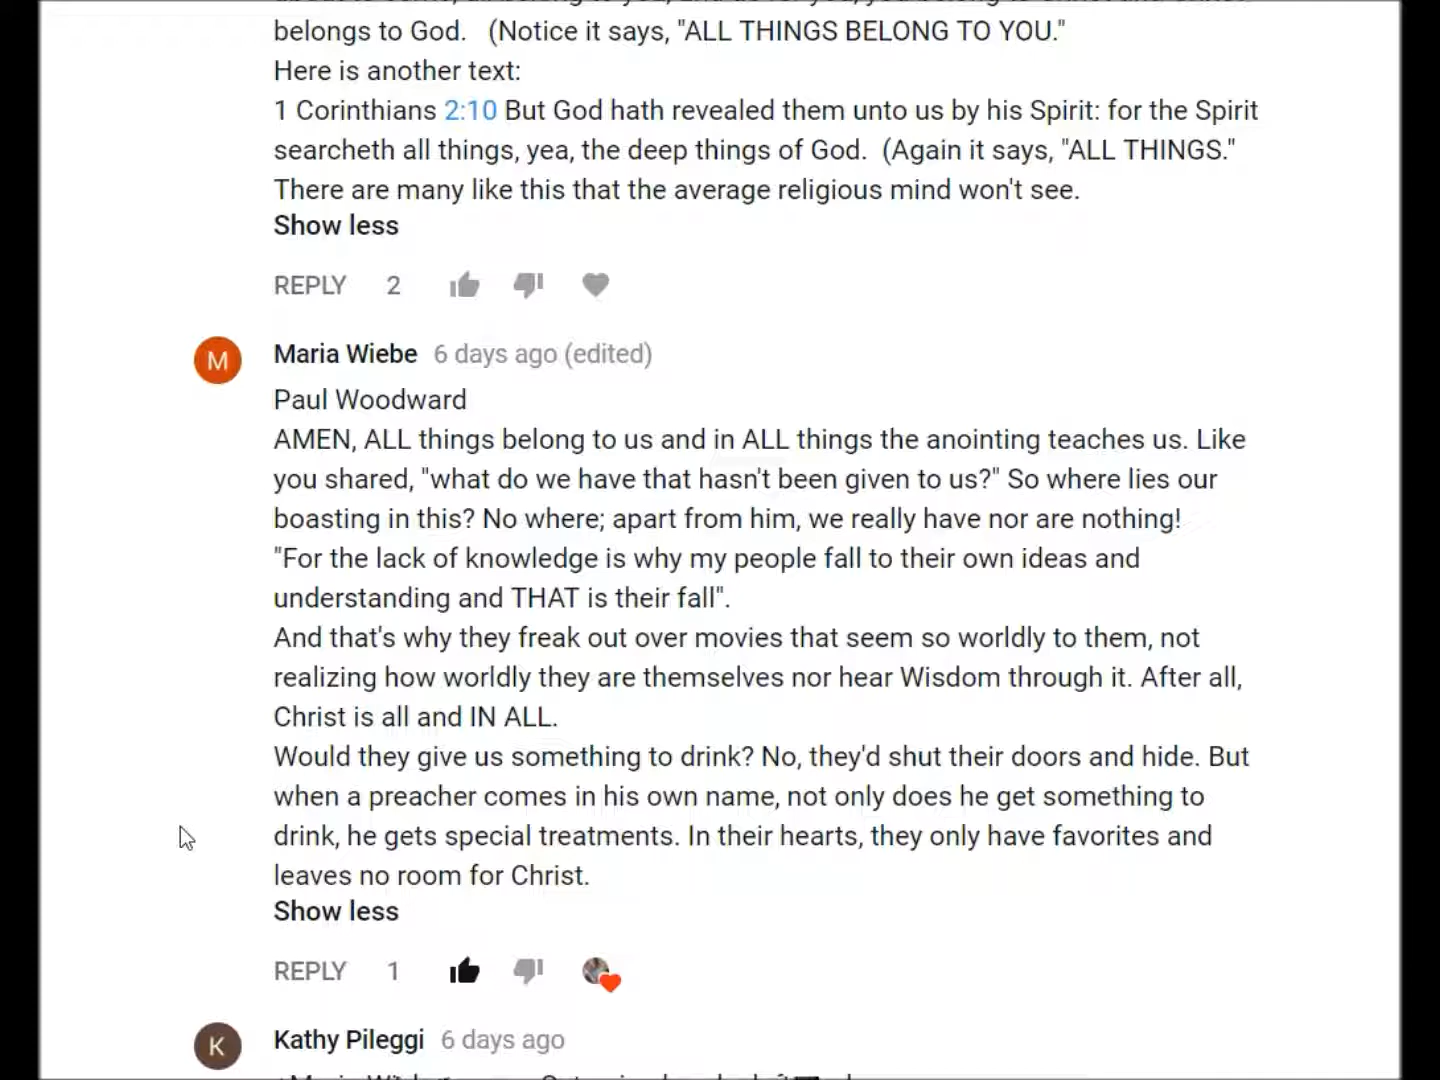 belongs to God. (Notice it says, "ALL THINGS BELONG TO YOU."
Here is another text:
1 Corinthians 2:10 But God hath revealed them unto us by his Spirit: for the Spirit
searcheth all things, yea, the deep things of God. (Again it says, "ALL THINGS."
There are many like this that the average religious mind won't see.
Show less
REPLY 2
M
Maria Wiebe 6 days ago (edited)
Paul Woodward
AMEN, ALL things belong to us and in ALL things the anointing teaches us. Like
you shared, "what do we have that hasn't been given to us?" So where lies our
boasting in this? No where; apart from him, we really have nor are nothing!
"For the lack of knowledge is why my people fall to their own ideas and
understanding and THAT is their fall".
And that's why they freak out over movies that seem so worldly to them, not
realizing how worldly they are themselves nor hear Wisdom through it. After all,
Christ is all and IN ALL.
Would they give us something to drink? No, they'd shut their doors and hide. But
when a preacher comes in his own name, not only does he get something to
drink, he gets special treatments. In their hearts, they only have favorites and
leaves no room for Christ.
Show less
REPLY 1
K
Kathy Pileggi 6 days ago